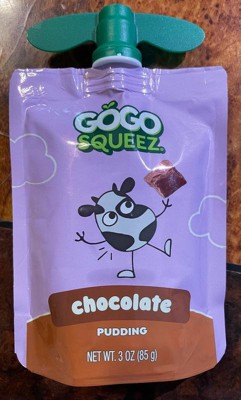 GOGO
SQUEEZ.
chocolate
PUDDING
NET WT. 3 OZ (85 g)